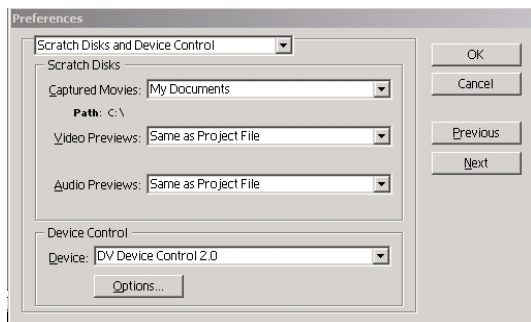 Preferences
Scratch Disks and Device Control
Scratch Disks
Captured Movies: My Documents
Path: C:\
Video Previews: Same as Project File
Audio Previews: Same as Project File
Device Control
Device: DV Device Control 2.0
Options...
OK
Cancel
Previous
Next